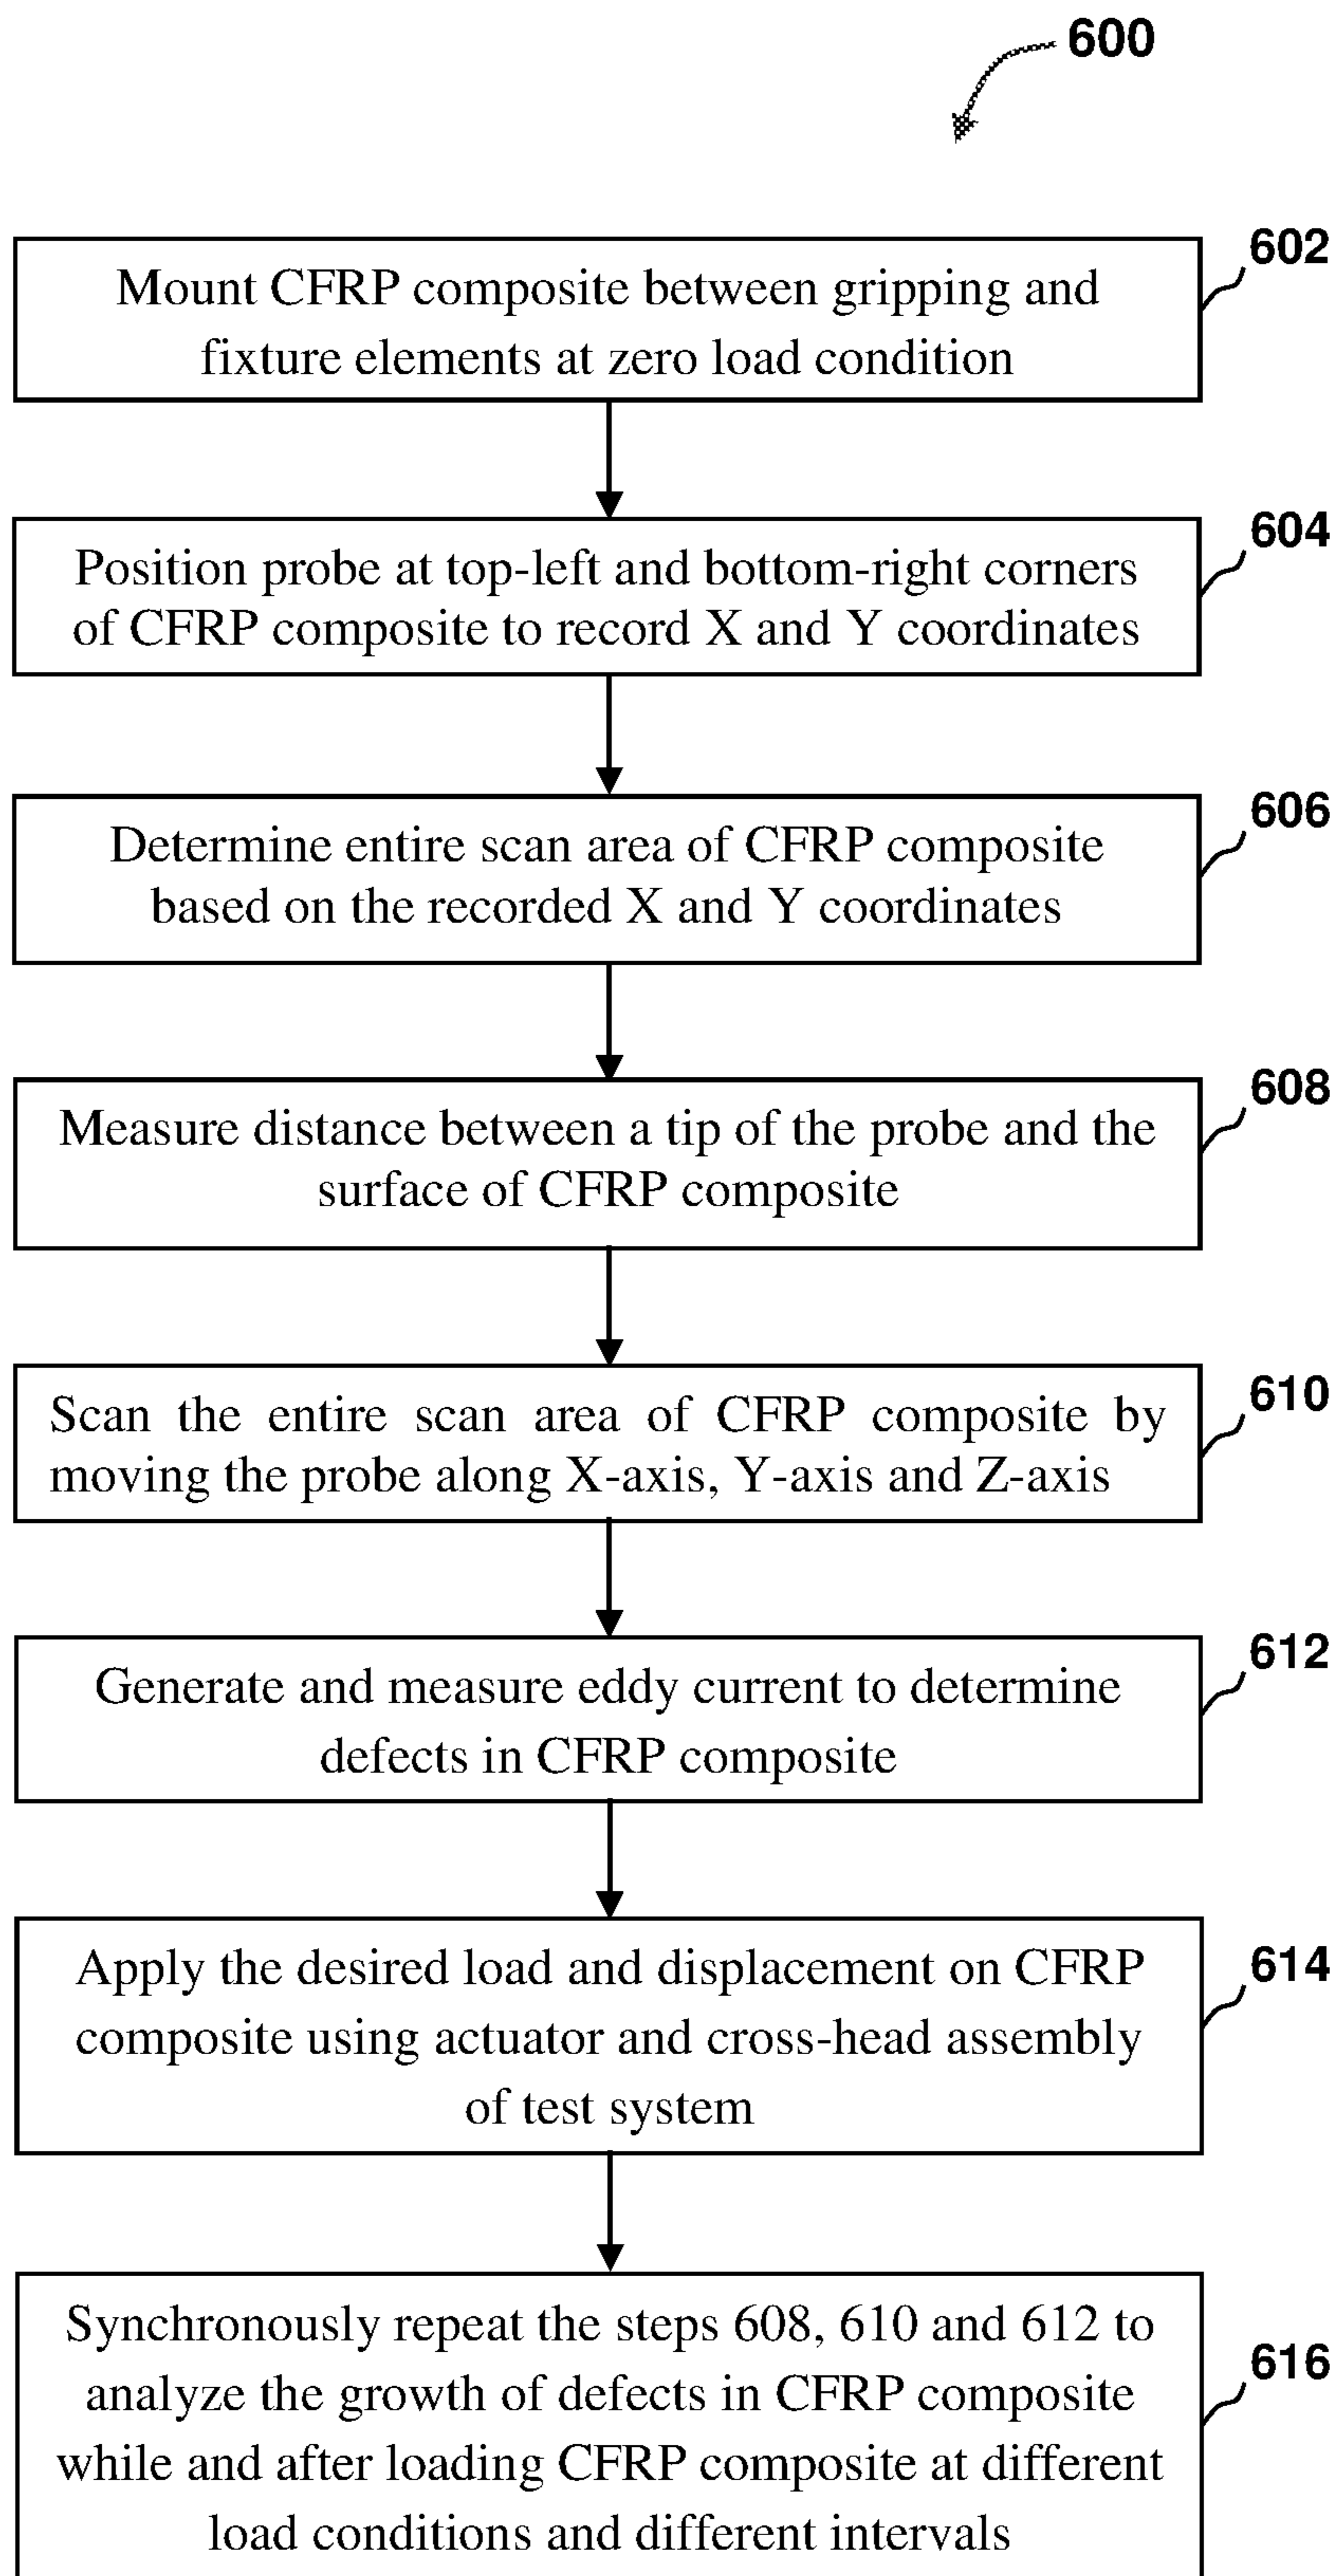 600
602
Mount CFRP composite between gripping and
fixture elements at zero load condition
604
Position probe at top-left and bottom-right corners
of CFRP composite to record X and Y coordinates
606
Determine entire scan area of CFRP composite
based on the recorded X and Y coordinates
608
Measure distance between a tip of the probe and the
surface of CFRP composite
610
Scan the entire scan area of CFRP composite by
moving the probe along X-axis, Y-axis and Z-axis
612
Generate and measure eddy current to determine
defects in CFRP composite
614
Apply the desired load and displacement on CFRP
composite using actuator and cross-head assembly
of test system
616
Synchronously repeat the steps 608, 610 and 612 to
analyze the growth of defects in CFRP composite
while and after loading CFRP composite at different
load conditions and different intervals